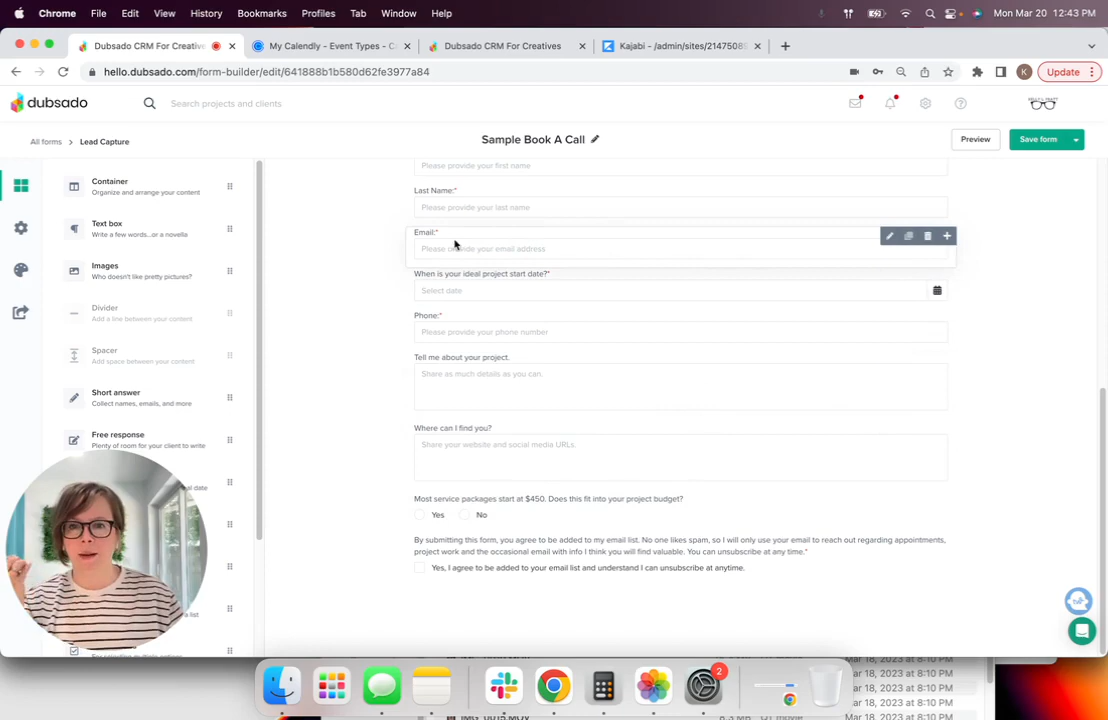 Chrome File Edit View History Bookmarks Profiles Tab Window Help Mon Mar 20 12:43 PM
Dubsado CRM For Creative My Calendly - Event Types - C Dubsado CRM For Creatives Kajabi - /admin/sites/21475085
hello.dubsado.com/form-builder/edit/641888b1b580d62fe3977a84 K Update
dubsado Search projects and clients
All forms Lead Capture Sample Book A Call Preview Save form
Container
Organize and arrange your content
Text box
Write a few words...or a novella
Images
Who doesn't like pretty pictures?
Divider
Add a line between your content
Spacer
Add space between your content
Short answer
Collect names, emails, and more
Free response
Plenty of room for your client to write
al date
a list
Please provide your first name
Last Name:*
Please provide your last name
Email:*
Please provide your email address
When is your ideal project start date?*
Select date
Phone:*
Please provide your phone number
Tell me about your project.
Share as much details as you can.
Where can I find you?
Share your website and social media URLs.
Most service packages start at $450. Does this fit into your project budget?
Yes No
By submitting this form, you agree to be added to my email list. No one likes spam, so I will only use your email to reach out regarding appointments,
project work and the occasional email with info I think you will find valuable. You can unsubscribe at any time.*
Yes, I agree to be added to your email list and understand I can unsubscribe at anytime.
2
Mar 18, 2023 at 8:10 PM
Mar 18, 2023 at 8:10 PM
Mar 18, 2023 at 8:10 PM